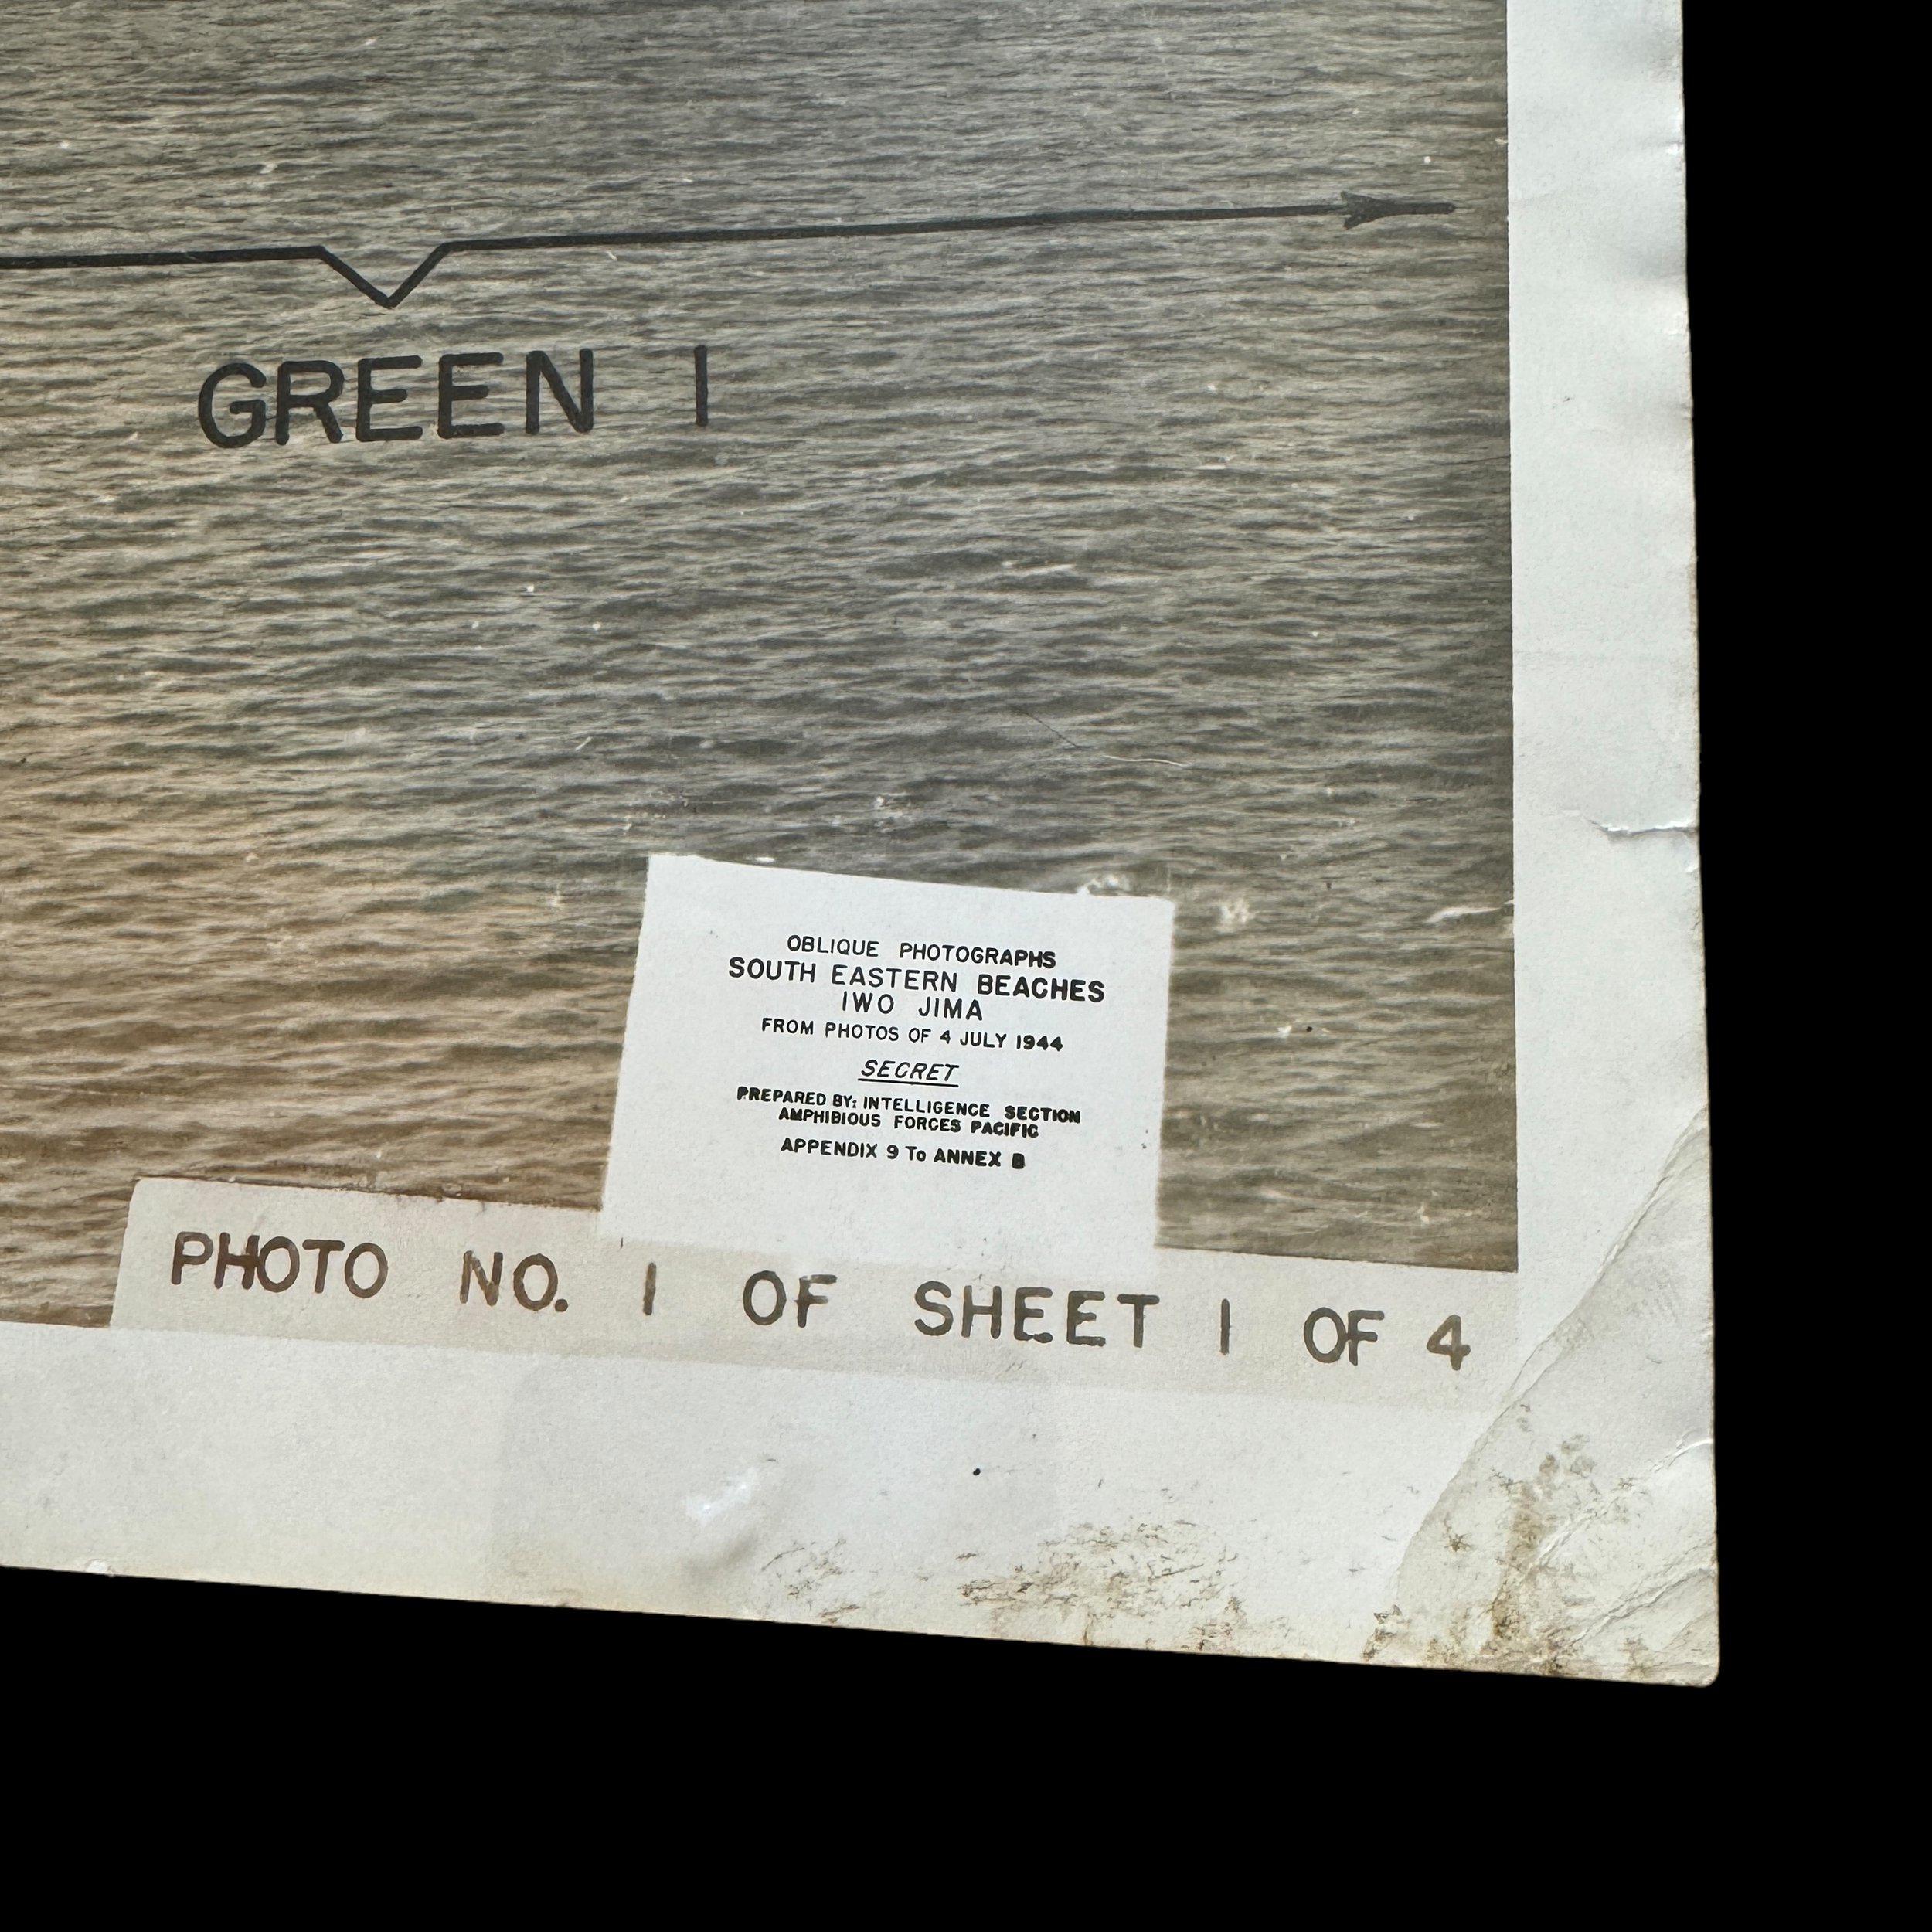 GREEN 1
OBLIQUE PHOTOGRAPHS
SOUTH EASTERN BEACHES
IWO JIMA
FROM PHOTOS OF 4 JULY 1944
SECRET
PREPARED BY: INTELLIGENCE SECTION
AMPHIBIOUS FORCES PACIFIC
APPENDIX 9 To ANNEX B
PHOTO NO. 1 OF SHEET 1 OF 4